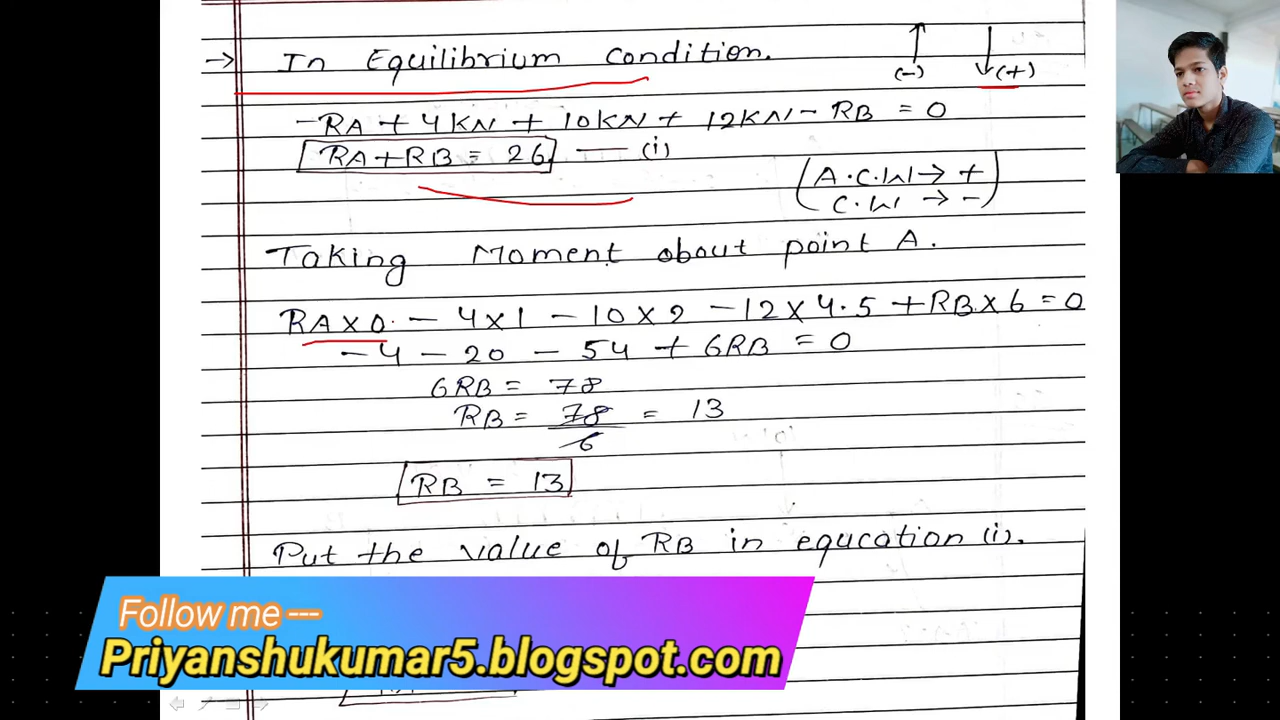 → In Equilibrium Condition.
(-) (+)
-RA + 4KN + 10KN + 12KN - RB = 0
RA+RB = 26 — (i)
(A.C.W → +
C.W → -)
Taking Moment about point A.
RA×0 - 4×1 - 10×2 - 12×4.5 + RB×6 = 0
-4 - 20 - 54 + 6RB = 0
6RB = 78
RB = 78/6 = 13
RB = 13
Put the value of RB in equcation (i).
Follow me ---
Priyanshukumar5.blogspot.com